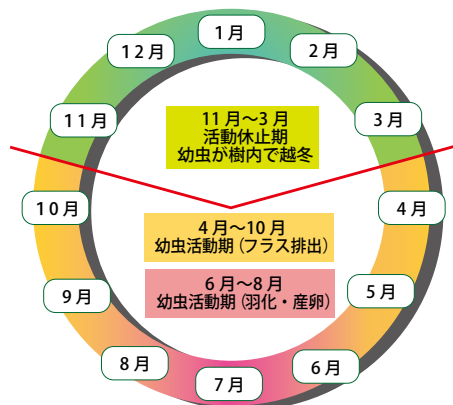 1月
2月
3月
4月
5月
6月
7月
8月
9月
10月
11月
12月
11月～3月
活動休止期
幼虫が樹内で越冬
4月～10月
幼虫活動期（フラス排出）
6月～8月
幼虫活動期（羽化・産卵）